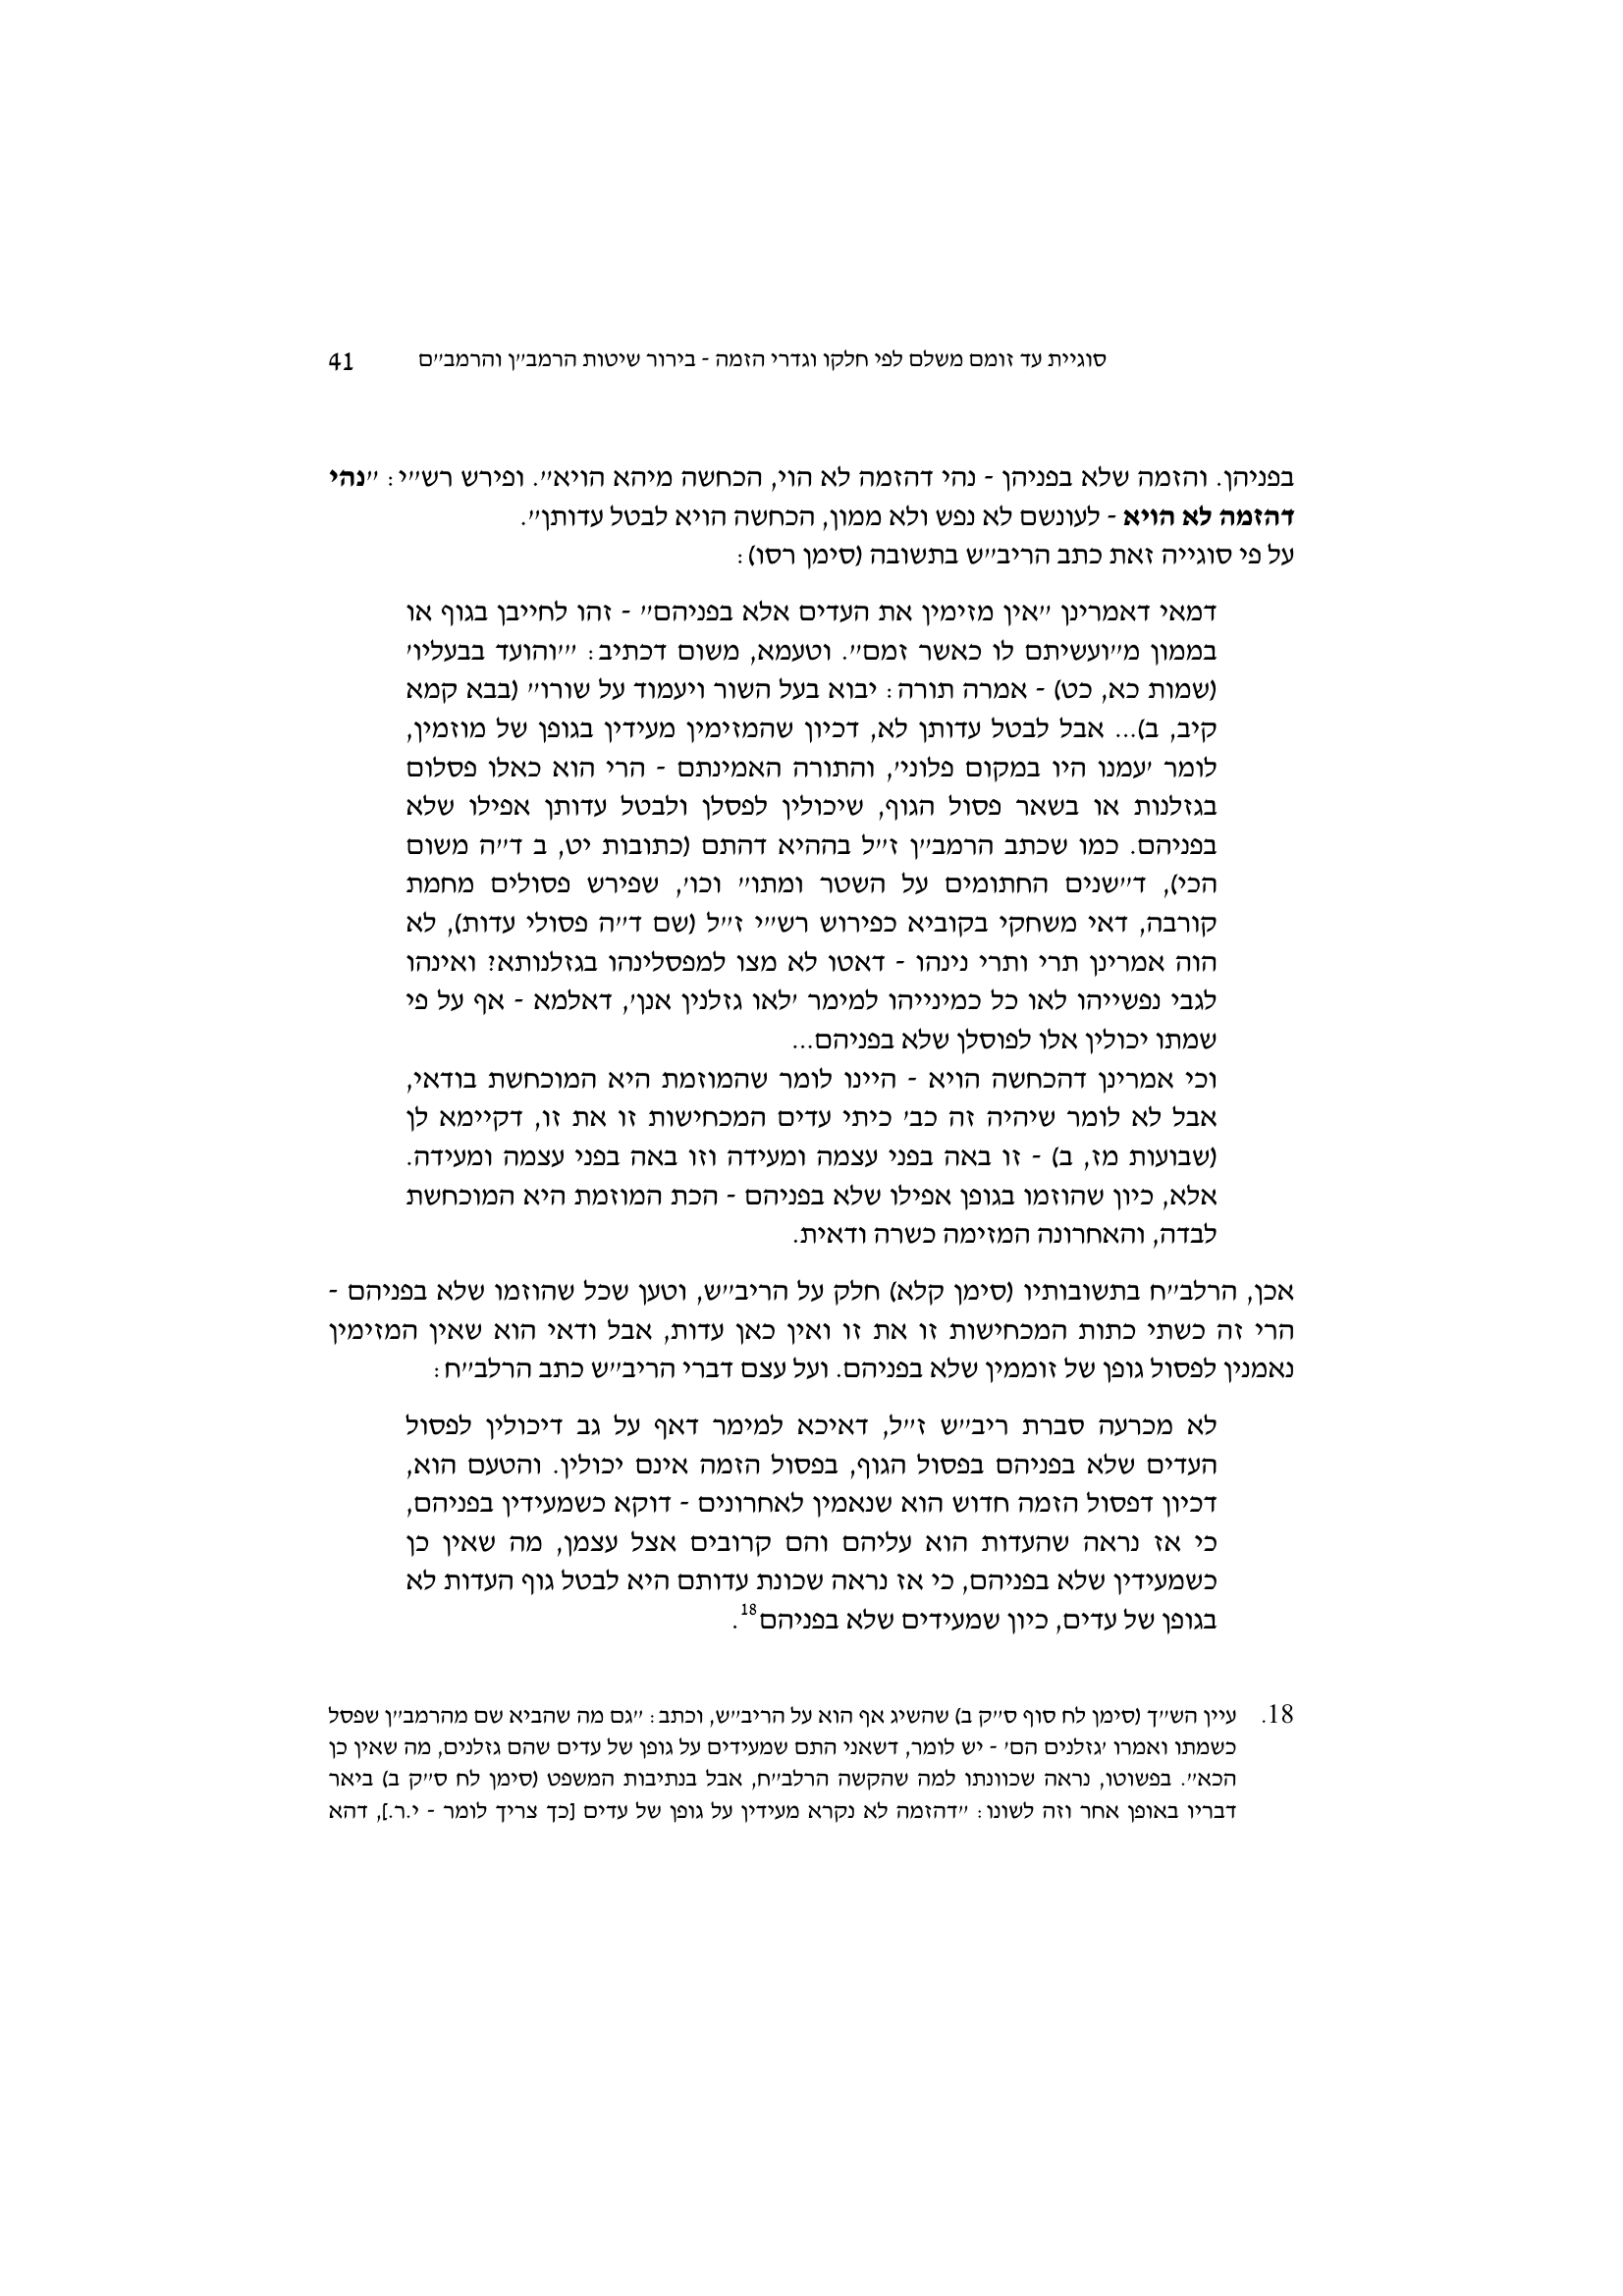 סוגיית עד זומם משלם לפי חלקו וגדרי הזמה - בירור שיטות הרמב״ן והרמב״ם 41
בפניהן. והזמה שלא בפניהן - נהי דהזמה לא הוי, הכחשה מיהא הויא״. ופירש רש״י: ״נהי
דהזמה לא הויא - לעונשם לא נפש ולא ממון, הכחשה הויא לבטל עדותן״.
על פי סוגייה זאת כתב הריב״ש בתשובה (סימן רסו):
דמאי דאמרינן ״אין מזימין את העדים אלא בפניהם״ - זהו לחייבן בגוף או
בממון מ״ועשיתם לו כאשר זמם״. וטעמא, משום דכתיב: ״׳והועד בבעליו׳
(שמות כא, כט) - אמרה תורה: יבוא בעל השור ויעמוד על שורו״ (בבא קמא
קיב, ב)... אבל לבטל עדותן לא, דכיון שהמזימין מעידין בגופן של מוזמין,
לומר ׳עמנו היו במקום פלוני׳, והתורה האמינתם - הרי הוא כאלו פסלום
בגזלנות או בשאר פסול הגוף, שיכולין לפסלן ולבטל עדותן אפילו שלא
בפניהם. כמו שכתב הרמב״ן ז״ל בההיא דהתם (כתובות יט, ב ד״ה משום
הכי), ד״שנים החתומים על השטר ומתו״ וכו׳, שפירש פסולים מחמת
קורבה, דאי משחקי בקוביא כפירוש רש״י ז״ל (שם ד״ה פסולי עדות), לא
הוה אמרינן תרי ותרי נינהו - דאטו לא מצו למפסלינהו בגזלנותא? ואינהו
לגבי נפשייהו לאו כל כמינייהו למימר ׳לאו גזלנין אנן׳, דאלמא - אף על פי
שמתו יכולין אלו לפוסלן שלא בפניהם...
וכי אמרינן דהכחשה הויא - היינו לומר שהמוזמת היא המוכחשת בודאי,
אבל לא לומר שיהיה זה כב׳ כיתי עדים המכחישות זו את זו, דקיימא לן
(שבועות מז, ב) - זו באה בפני עצמה ומעידה וזו באה בפני עצמה ומעידה.
אלא, כיון שהוזמו בגופן אפילו שלא בפניהם - הכת המוזמת היא המוכחשת
לבדה, והאחרונה המזימה כשרה ודאית.
אכן, הרלב״ח בתשובותיו (סימן קלא) חלק על הריב״ש, וטען שכל שהוזמו שלא בפניהם -
הרי זה כשתי כתות המכחישות זו את זו ואין כאן עדות, אבל ודאי הוא שאין המזימין
נאמנין לפסול גופן של זוממין שלא בפניהם. ועל עצם דברי הריב״ש כתב הרלב״ח:
לא מכרעה סברת ריב״ש ז״ל, דאיכא למימר דאף על גב דיכולין לפסול
העדים שלא בפניהם בפסול הגוף, בפסול הזמה אינם יכולין. והטעם הוא,
דכיון דפסול הזמה חדוש הוא שנאמין לאחרונים - דוקא כשמעידין בפניהם,
כי אז נראה שהעדות הוא עליהם והם קרובים אצל עצמן, מה שאין כן
כשמעידין שלא בפניהם, כי אז נראה שכונת עדותם היא לבטל גוף העדות לא
בגופן של עדים, כיון שמעידים שלא בפניהם18.
18. עיין הש״ך (סימן לח סוף ס״ק ב) שהשיג אף הוא על הריב״ש, וכתב: ״גם מה שהביא שם מהרמב״ן שפסל
כשמתו ואמרו ׳גזלנים הם׳ - יש לומר, דשאני התם שמעידים על גופן של עדים שהם גזלנים, מה שאין כן
הכא״. בפשוטו, נראה שכוונתו למה שהקשה הרלב״ח, אבל בנתיבות המשפט (סימן לח ס״ק ב) ביאר
דבריו באופן אחר וזה לשונו: ״דהזמה לא נקרא מעידין על גופן של עדים [כך צריך לומר - י.ר.], דהא